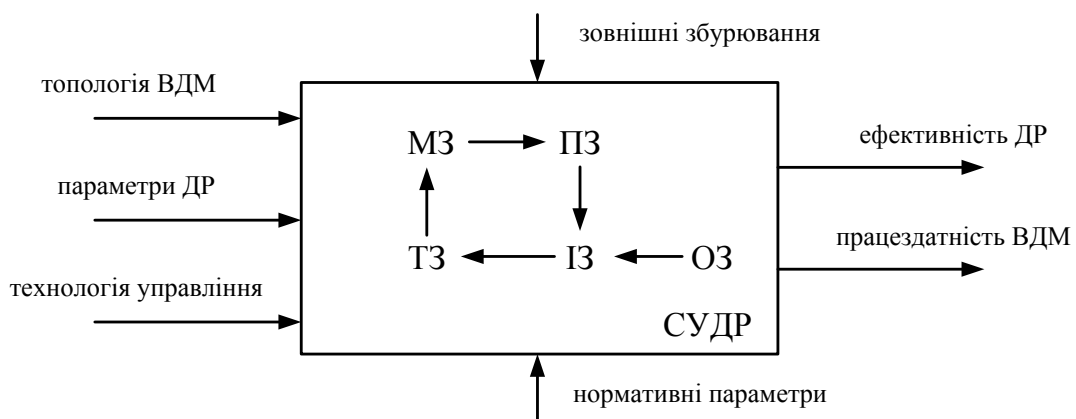 зовнішні збурювання
топологія ВДМ
МЗ ПЗ
ефективність ДР
параметри ДР
працездатність ВДМ
ТЗ ІЗ ОЗ
технологія управління
СУДР
нормативні параметри